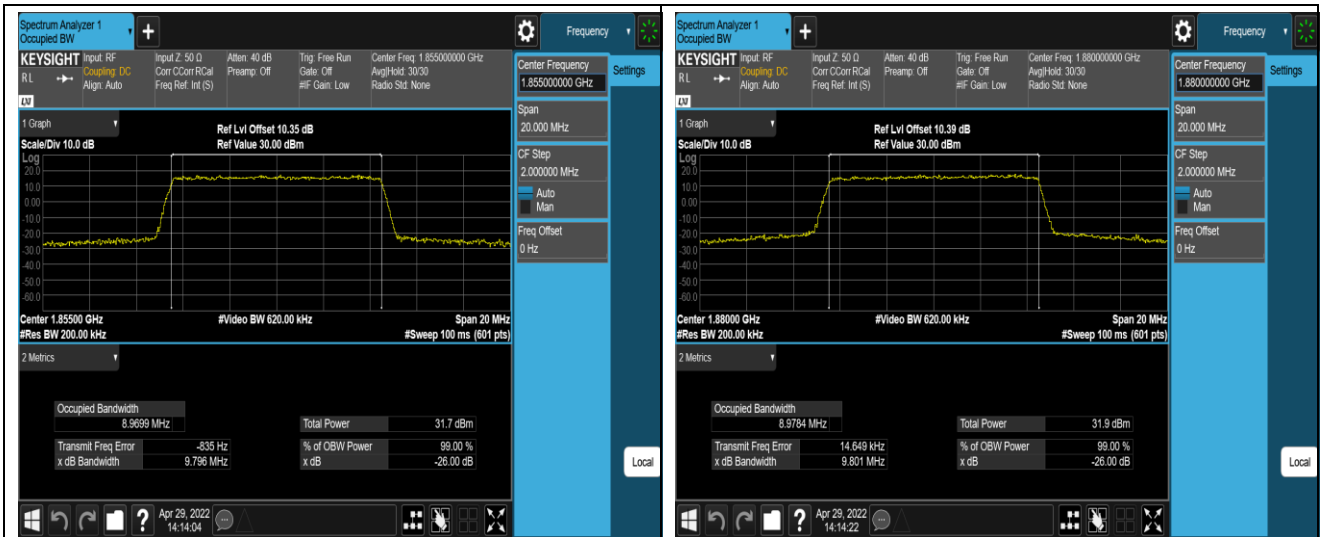 Spectrum Analyzer 1
Occupied BW
+
Frequency
KEYSIGHT Input: RF Input Z: 50 Ω Atten: 40 dB Trig: Free Run Center Freq: 1.855000000 GHz
RL Coupling: DC Corr CCorr RCal Preamp: Off Gate: Off Avg|Hold: 30/30
Align: Auto Freq Ref: Int (S) #IF Gain: Low Radio Std: None
LXI
Center Frequency
1.855000000 GHz
Settings
Span
20.000 MHz
CF Step
2.000000 MHz
Auto
Man
Freq Offset
0 Hz
Local
1 Graph
Ref Lvl Offset 10.35 dB
Scale/Div 10.0 dB Ref Value 30.00 dBm
Log
20.0
10.0
0.00
-10.0
-20.0
-30.0
-40.0
-50.0
-60.0
Center 1.85500 GHz #Video BW 620.00 kHz Span 20 MHz
#Res BW 200.00 kHz #Sweep 100 ms (601 pts)
2 Metrics
Occupied Bandwidth
8.9699 MHz Total Power 31.7 dBm
Transmit Freq Error -835 Hz % of OBW Power 99.00 %
x dB Bandwidth 9.796 MHz x dB -26.00 dB
? Apr 29, 2022
14:14:04
Spectrum Analyzer 1
Occupied BW
+
Frequency
KEYSIGHT Input: RF Input Z: 50 Ω Atten: 40 dB Trig: Free Run Center Freq: 1.880000000 GHz
RL Coupling: DC Corr CCorr RCal Preamp: Off Gate: Off Avg|Hold: 30/30
Align: Auto Freq Ref: Int (S) #IF Gain: Low Radio Std: None
LXI
Center Frequency
1.880000000 GHz
Settings
Span
20.000 MHz
CF Step
2.000000 MHz
Auto
Man
Freq Offset
0 Hz
Local
1 Graph
Ref Lvl Offset 10.39 dB
Scale/Div 10.0 dB Ref Value 30.00 dBm
Log
20.0
10.0
0.00
-10.0
-20.0
-30.0
-40.0
-50.0
-60.0
Center 1.88000 GHz #Video BW 620.00 kHz Span 20 MHz
#Res BW 200.00 kHz #Sweep 100 ms (601 pts)
2 Metrics
Occupied Bandwidth
8.9784 MHz Total Power 31.9 dBm
Transmit Freq Error 14.649 kHz % of OBW Power 99.00 %
x dB Bandwidth 9.801 MHz x dB -26.00 dB
? Apr 29, 2022
14:14:22